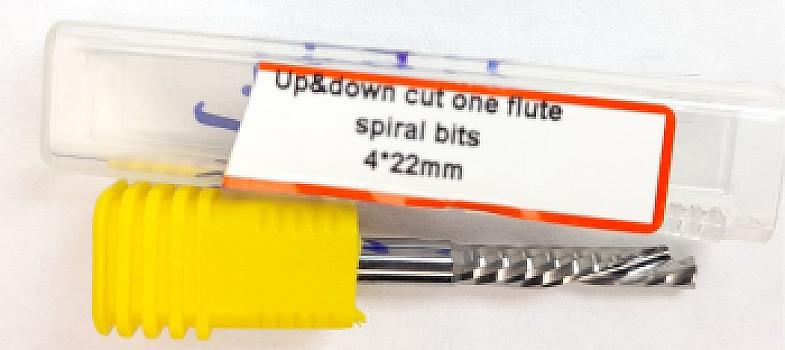 Up&down cut one flute
spiral bits
4*22mm